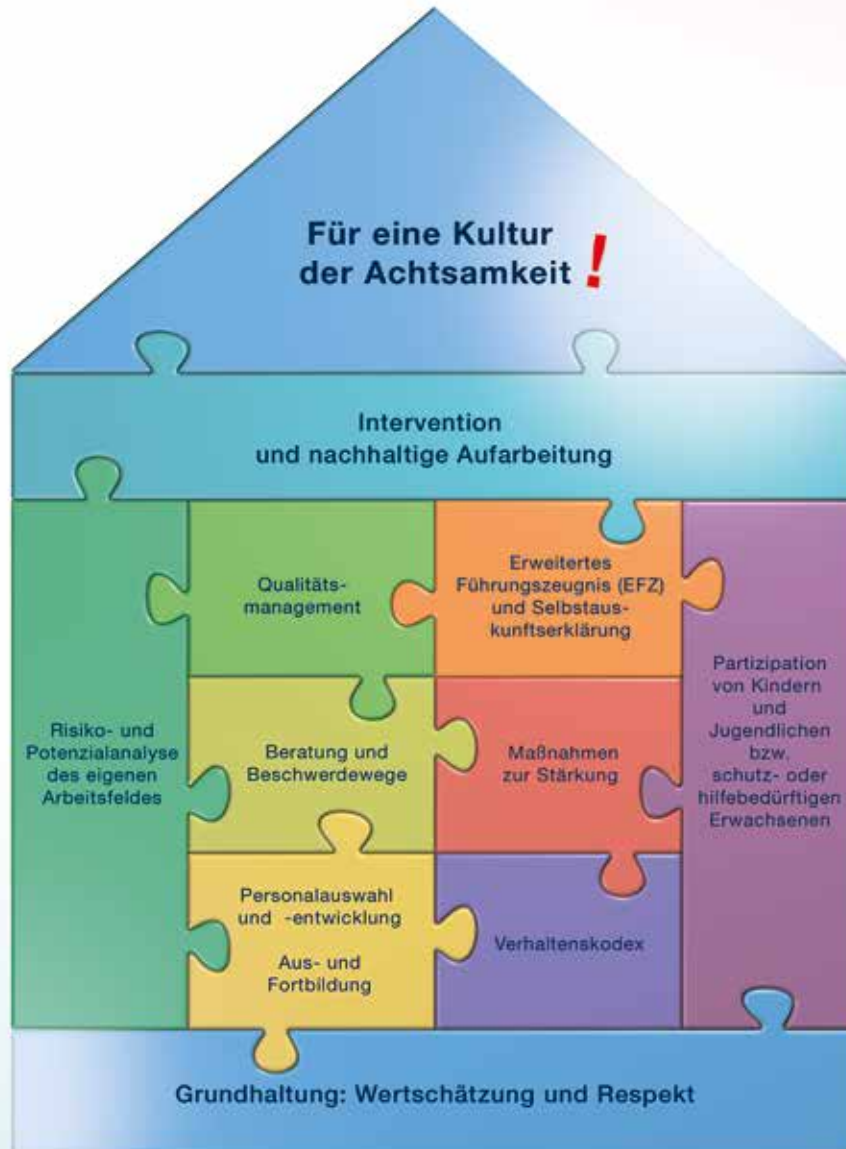 Für eine Kultur
der Achtsamkeit !
Intervention
und nachhaltige Aufarbeitung
Qualitäts-
management
Erweitertes
Führungszeugnis (EFZ)
und Selbstaus-
kunftserklärung
Risiko- und
Potenzialanalyse
des eigenen
Arbeitsfeldes
Beratung und
Beschwerdewege
Maßnahmen
zur Stärkung
Partizipation
von Kindern
und
Jugendlichen
bzw.
schutz- oder
hilfebedürftigen
Erwachsenen
Personalauswahl
und -entwicklung
Aus- und
Fortbildung
Verhaltenskodex
Grundhaltung: Wertschätzung und Respekt